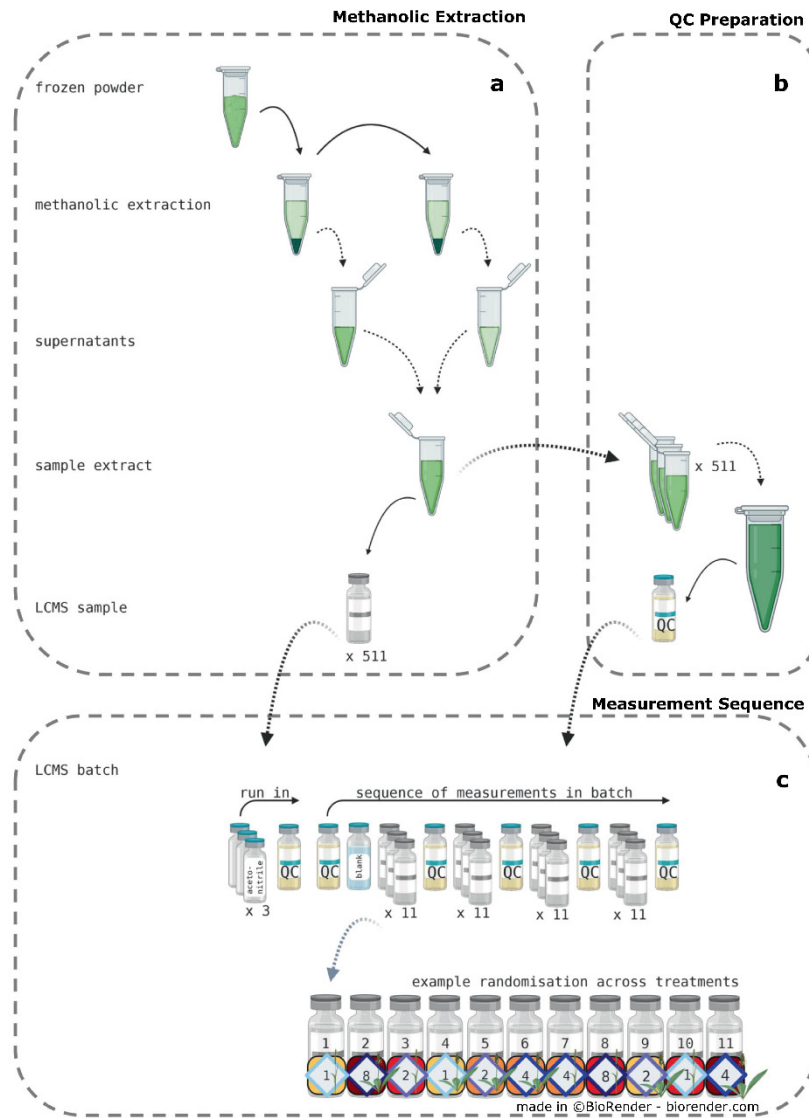 Methanolic Extraction
QC Preparation
a
b
frozen powder
methanolic extraction
supernatants
sample extract
x 511
LCMS sample
QC
x 511
Measurement Sequence
LCMS batch
c
run in
sequence of measurements in batch
aceto-
nitrile
QC
QC
blank
QC
QC
QC
QC
x 3
x 11
x 11
x 11
x 11
example randomisation across treatments
1 2 3 4 5 6 7 8 9 10 11
1 8 2 1 2 4 4 8 2 1 4
made in ©BioRender - biorender.com